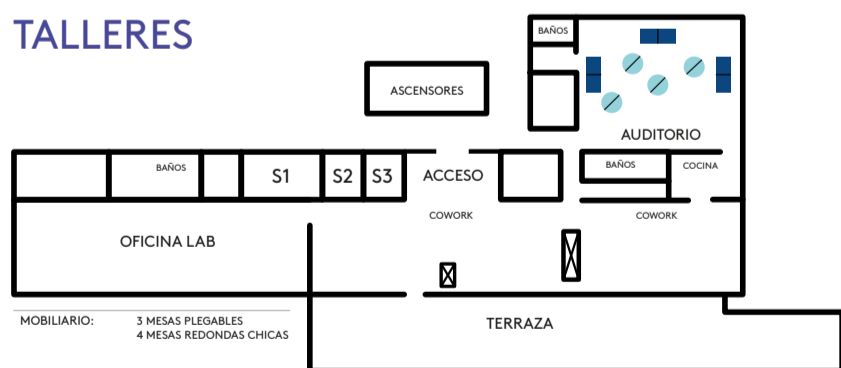 TALLERES
BAÑOS
ASCENSORES
AUDITORIO
BAÑOS
S1
S2
S3
ACCESO
BAÑOS
COCINA
COWORK
COWORK
OFICINA LAB
MOBILIARIO: 3 MESAS PLEGABLES
4 MESAS REDONDAS CHICAS
TERRAZA